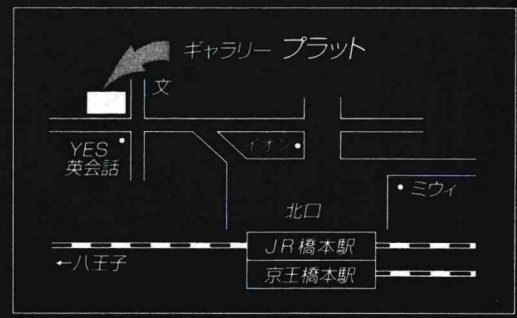 ギャラリー プラット
文
YES
英会話
イオン
ミウィ
北口
JR橋本駅
←八王子
京王橋本駅